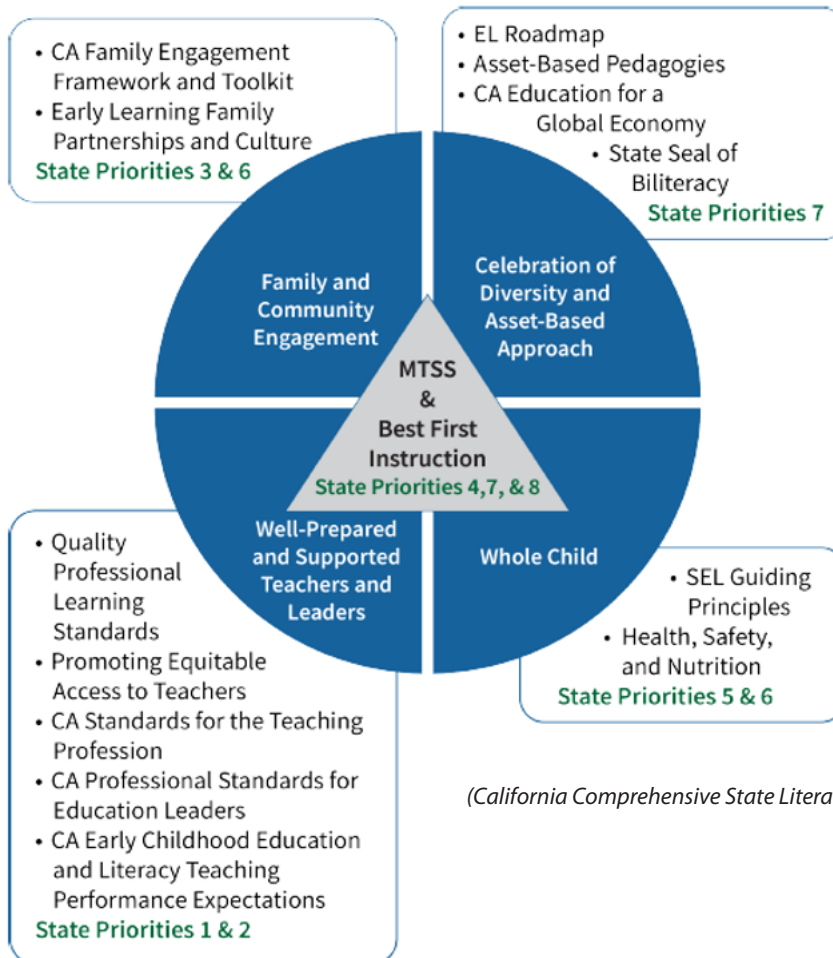 • CA Family Engagement
Framework and Toolkit
• Early Learning Family
Partnerships and Culture
State Priorities 3 & 6
• EL Roadmap
• Asset-Based Pedagogies
• CA Education for a
Global Economy
• State Seal of
Biliteracy
State Priorities 7
Family and
Community
Engagement
Celebration of
Diversity and
Asset-Based
Approach
MTSS
&
Best First
Instruction
State Priorities 4,7, & 8
Well-Prepared
and Supported
Teachers and
Leaders
Whole Child
• Quality
Professional
Learning
Standards
• Promoting Equitable
Access to Teachers
• CA Standards for the Teaching
Profession
• CA Professional Standards for
Education Leaders
• CA Early Childhood Education
and Literacy Teaching
Performance Expectations
State Priorities 1 & 2
• SEL Guiding
Principles
• Health, Safety,
and Nutrition
State Priorities 5 & 6
(California Comprehensive State Litera